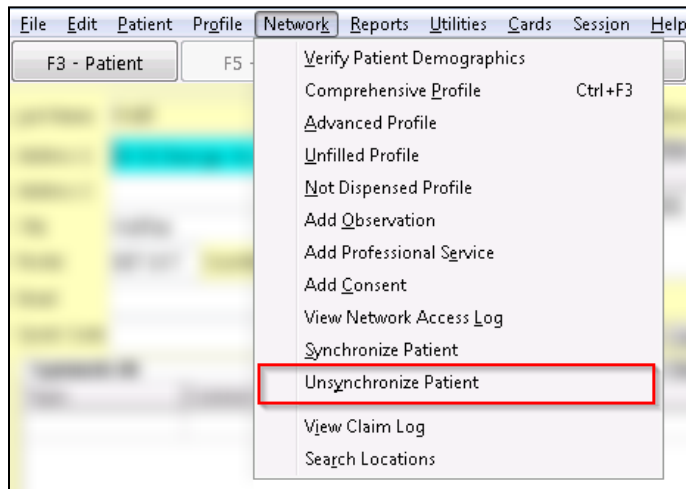 File Edit Patient Profile Network Reports Utilities Cards Session Help
F3 - Patient F5 -
Verify Patient Demographics
Comprehensive Profile Ctrl+F3
Advanced Profile
Unfilled Profile
Not Dispensed Profile
Add Observation
Add Professional Service
Add Consent
View Network Access Log
Synchronize Patient
Unsynchronize Patient
View Claim Log
Search Locations